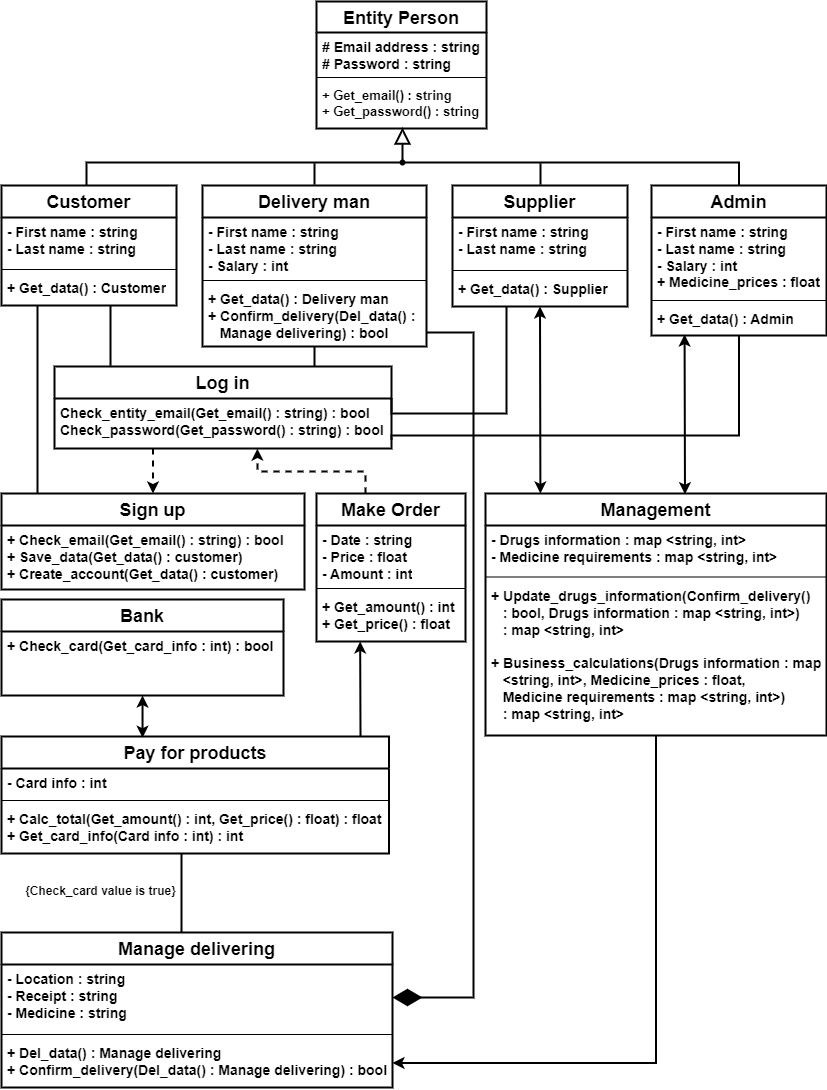 Entity Person
# Email address : string
# Password : string
+ Get_email() : string
+ Get_password() : string
Customer
- First name : string
- Last name : string
+ Get_data() : Customer
Delivery man
- First name : string
- Last name : string
- Salary : int
+ Get_data() : Delivery man
+ Confirm_delivery(Del_data() :
Manage delivering) : bool
Supplier
- First name : string
- Last name : string
+ Get_data() : Supplier
Admin
- First name : string
- Last name : string
- Salary : int
+ Medicine_prices : float
+ Get_data() : Admin
Log in
Check_entity_email(Get_email() : string) : bool
Check_password(Get_password() : string) : bool
Sign up
+ Check_email(Get_email() : string) : bool
+ Save_data(Get_data() : customer)
+ Create_account(Get_data() : customer)
Make Order
- Date : string
- Price : float
- Amount : int
+ Get_amount() : int
+ Get_price() : float
Management
- Drugs information : map <string, int>
- Medicine requirements : map <string, int>
+ Update_drugs_information(Confirm_delivery()
: bool, Drugs information : map <string, int>)
: map <string, int>
+ Business_calculations(Drugs information : map
<string, int>, Medicine_prices : float,
Medicine requirements : map <string, int>)
: map <string, int>
Bank
+ Check_card(Get_card_info : int) : bool
Pay for products
- Card info : int
+ Calc_total(Get_amount() : int, Get_price() : float) : float
+ Get_card_info(Card info : int) : int
{Check_card value is true}
Manage delivering
- Location : string
- Receipt : string
- Medicine : string
+ Del_data() : Manage delivering
+ Confirm_delivery(Del_data() : Manage delivering) : bool